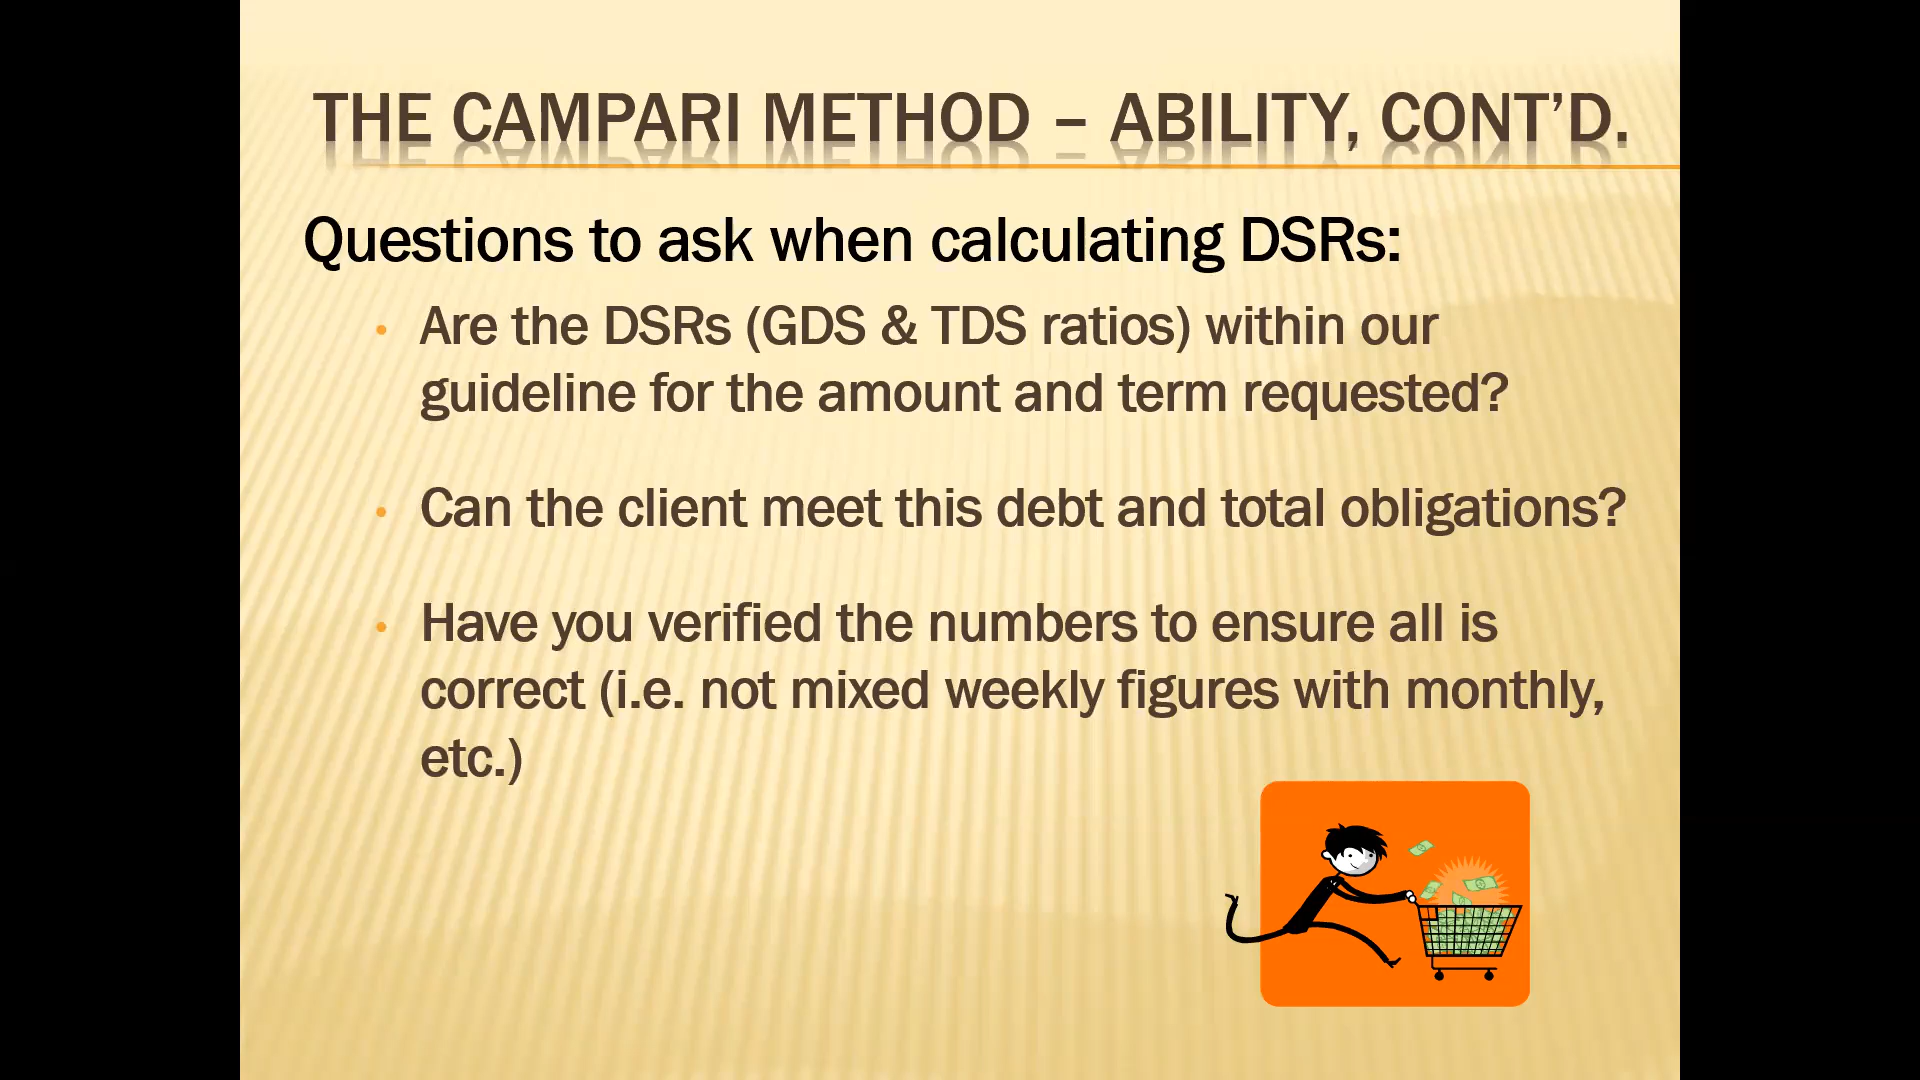 THE CAMPARI METHOD – ABILITY, CONT’D.
Questions to ask when calculating DSRs:
• Are the DSRs (GDS & TDS ratios) within our
guideline for the amount and term requested?
• Can the client meet this debt and total obligations?
• Have you verified the numbers to ensure all is
correct (i.e. not mixed weekly figures with monthly,
etc.)